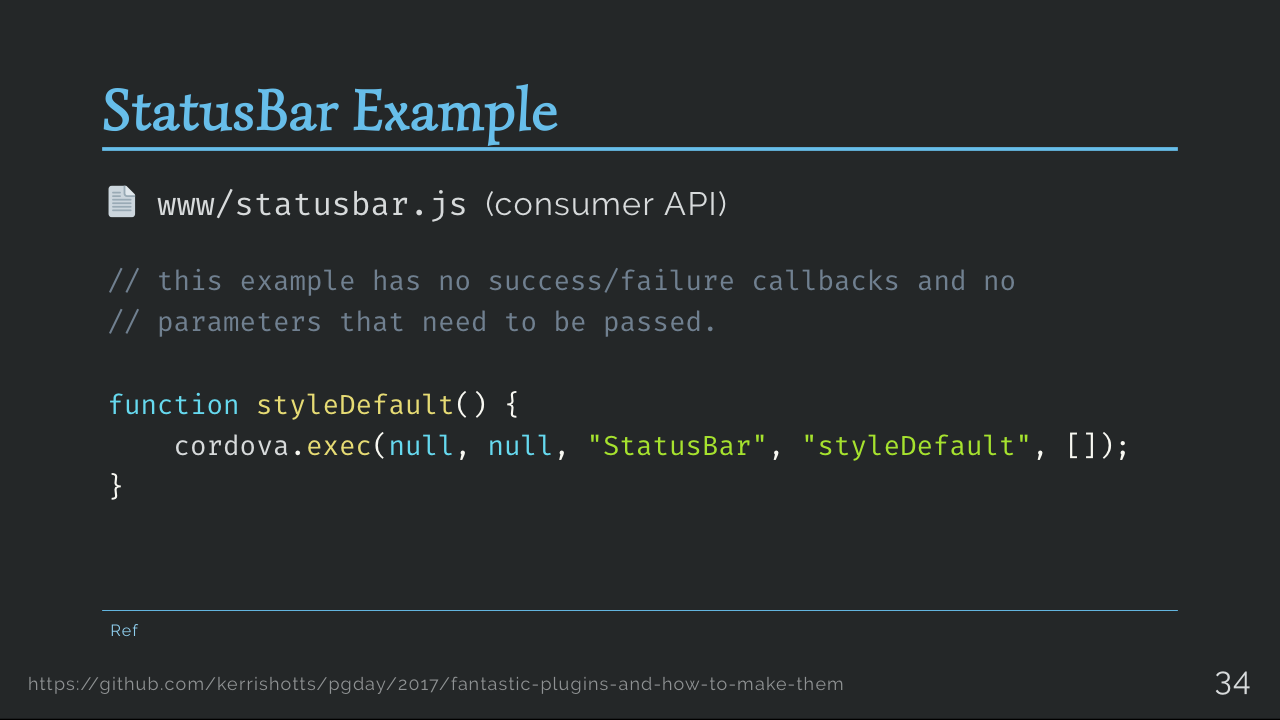 StatusBar Example
www/statusbar.js (consumer API)
// this example has no success/failure callbacks and no
// parameters that need to be passed.
function styleDefault() {
    cordova.exec(null, null, "StatusBar", "styleDefault", []);
}
Ref
https://github.com/kerrishotts/pgday/2017/fantastic-plugins-and-how-to-make-them
34